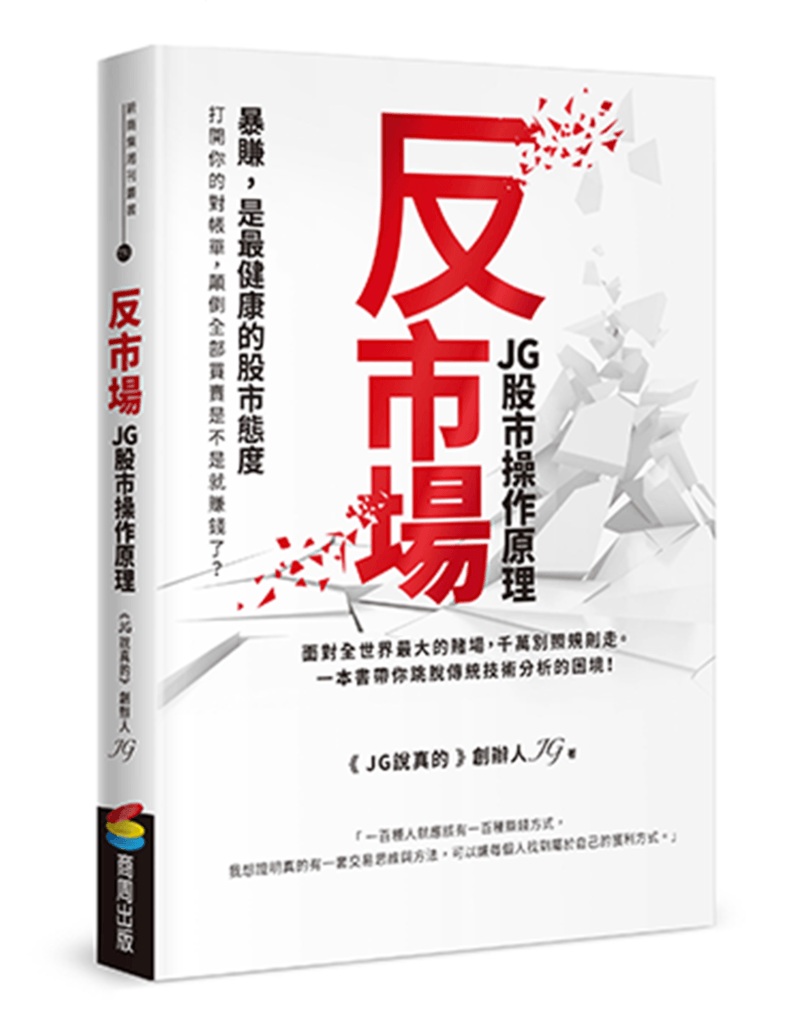 新商業周刊叢書
反市場
JG股市操作原理
《JG說真的》創辦人
JG
商周出版
暴賺，是最健康的股市態度
打開你的對帳單，顛倒全部買賣是不是就賺錢了？
反市場
JG股市操作原理
面對全世界最大的賭場，千萬別照規則走。
一本書帶你跳脫傳統技術分析的困境！
《JG說真的》創辦人JG 著
「一百種人就應該有一百種賺錢方式。
我想證明真的有一套交易思維與方法，可以讓每個人找到屬於自己的獲利方式。」